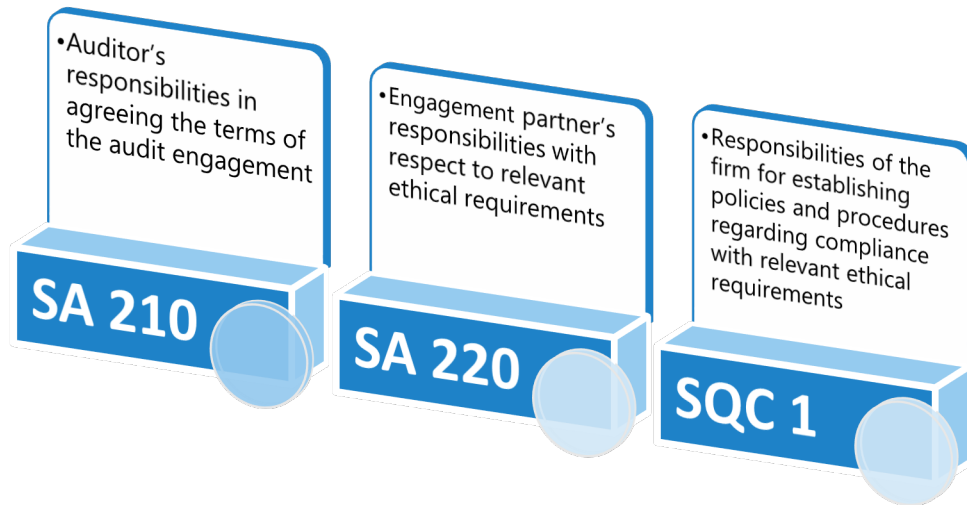 •Auditor's
responsibilities in
agreeing the terms of
the audit engagement
SA 210
•Engagement partner's
responsibilities with
respect to relevant
ethical requirements
SA 220
•Responsibilities of the
firm for establishing
policies and procedures
regarding compliance
with relevant ethical
requirements
SQC 1